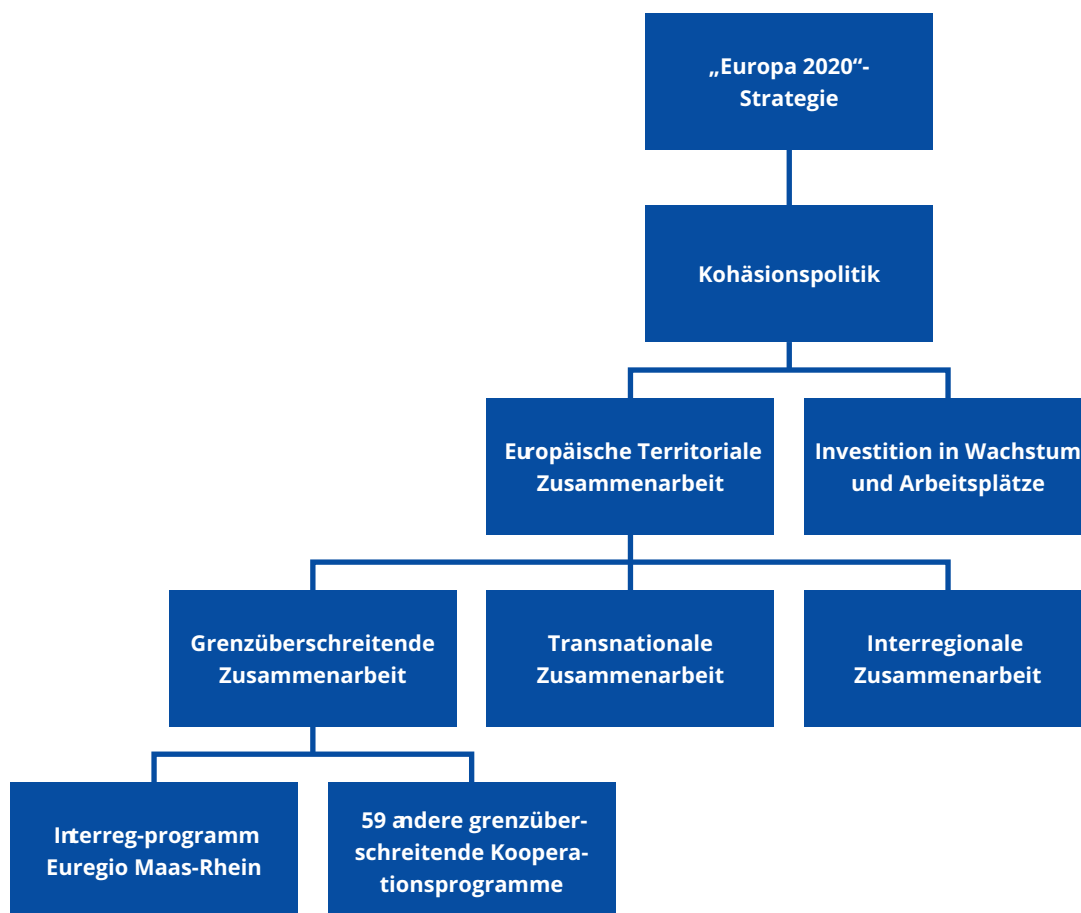 „Europa 2020“-
Strategie
Kohäsionspolitik
Europäische Territoriale
Zusammenarbeit
Investition in Wachstum
und Arbeitsplätze
Grenzüberschreitende
Zusammenarbeit
Transnationale
Zusammenarbeit
Interregionale
Zusammenarbeit
Interreg-programm
Euregio Maas-Rhein
59 andere grenzüber-
schreitende Koopera-
tionsprogramme